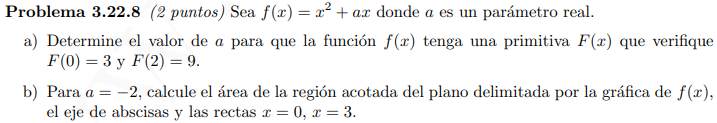 Problema 3.22.8 (2 puntos) Sea f(x) = x² + ax donde a es un parámetro real.
a) Determine el valor de a para que la función f(x) tenga una primitiva F(x) que verifique
F(0) = 3 y F(2) = 9.
b) Para a = −2, calcule el área de la región acotada del plano delimitada por la gráfica de f(x),
el eje de abscisas y las rectas x = 0, x = 3.